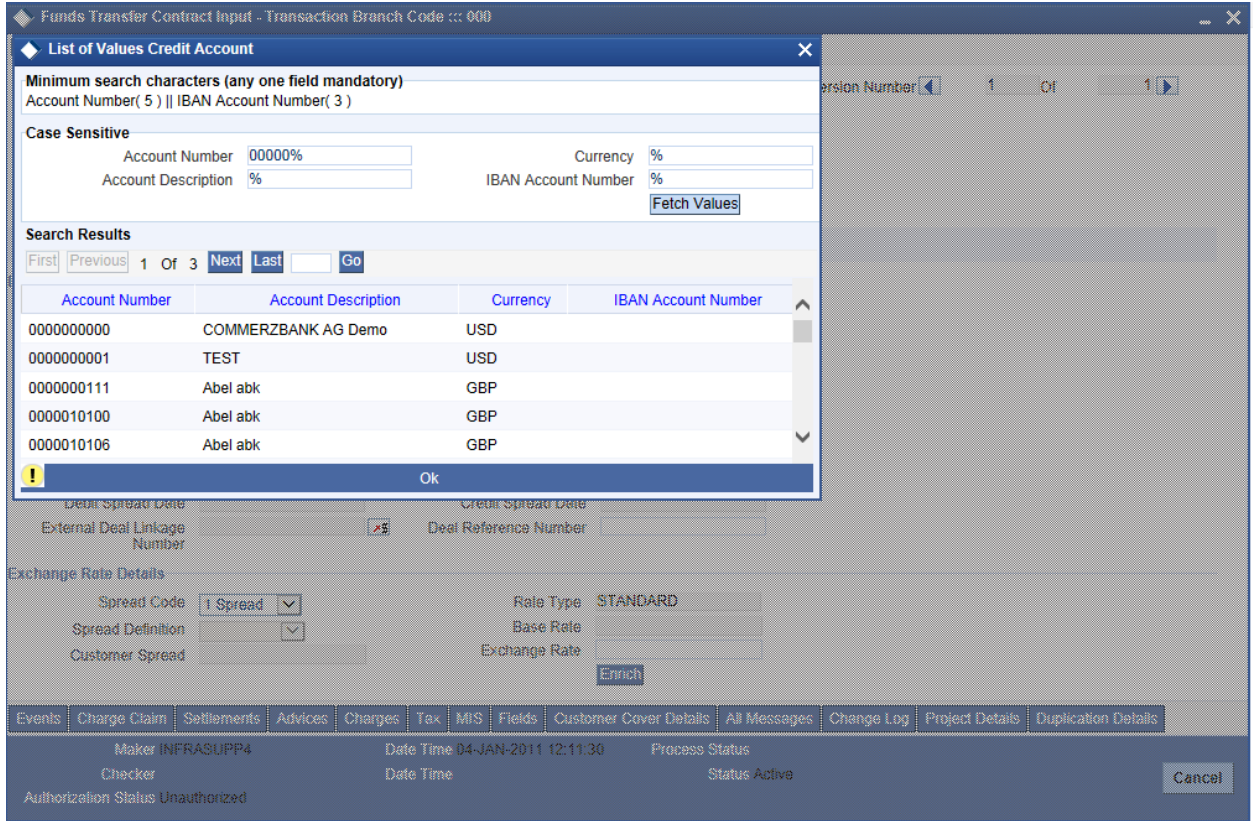 Funds Transfer Contract Input - Transaction Branch Code ::: 000
List of Values Credit Account
Minimum search characters (any one field mandatory)
Account Number( 5 ) || IBAN Account Number( 3 )
ersion Number 1 Of 1
Case Sensitive
Account Number 00000% Currency %
Account Description % IBAN Account Number %
Fetch Values
Search Results
First Previous 1 Of 3 Next Last Go
Account Number Account Description Currency IBAN Account Number
0000000000 COMMERZBANK AG Demo USD
0000000001 TEST USD
0000000111 Abel abk GBP
0000010100 Abel abk GBP
0000010106 Abel abk GBP
! Ok
Debit Spread Date Credit Spread Date
External Deal Linkage Number Deal Reference Number
Exchange Rate Details
Spread Code 1 Spread Rate Type STANDARD
Spread Definition Base Rate
Customer Spread Exchange Rate
Enrich
Events Charge Claim Settlements Advices Charges Tax MIS Fields Customer Cover Details All Messages Change Log Project Details Duplication Details
Maker INFRASUPP4 Date Time 04-JAN-2011 12:11:30 Process Status
Checker Date Time Status Active
Cancel
Authorization Status Unauthorized